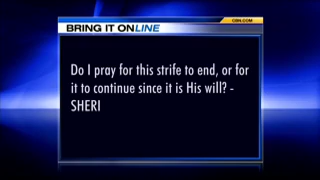 CBN.COM
BRING IT ONLINE
Do I pray for this strife to end, or for
it to continue since it is His will? -
SHERI